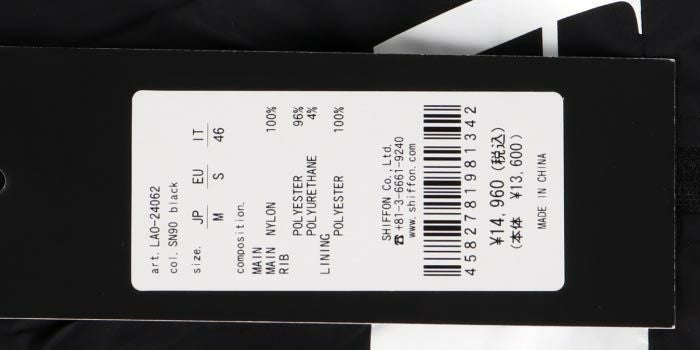 art. LAO-24062
col. SN90 black
size. JP EU IT
M S 46
composition.
MAIN
MAIN NYLON 100%
RIB
POLYESTER 96%
POLYURETHANE 4%
LINING
POLYESTER 100%
SHIFFON Co., Ltd.
☎+81-3-6661-9240
www.shiffon.com
4582781981342
¥14,960(税込)
(本体 ¥13,600)
MADE IN CHINA